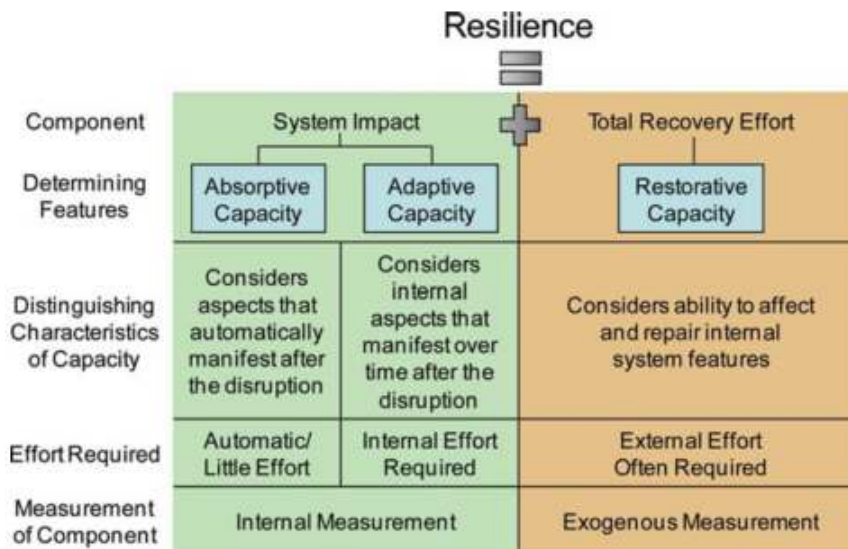 Resilience
Component
System Impact
Total Recovery Effort
Determining
Features
Absorptive
Capacity
Adaptive
Capacity
Restorative
Capacity
Distinguishing
Characteristics
of Capacity
Considers
aspects that
automatically
manifest after
the disruption
Considers
internal
aspects that
manifest over
time after the
disruption
Considers ability to affect
and repair internal
system features
Effort Required
Automatic/
Little Effort
Internal Effort
Required
External Effort
Often Required
Measurement
of Component
Internal Measurement
Exogenous Measurement